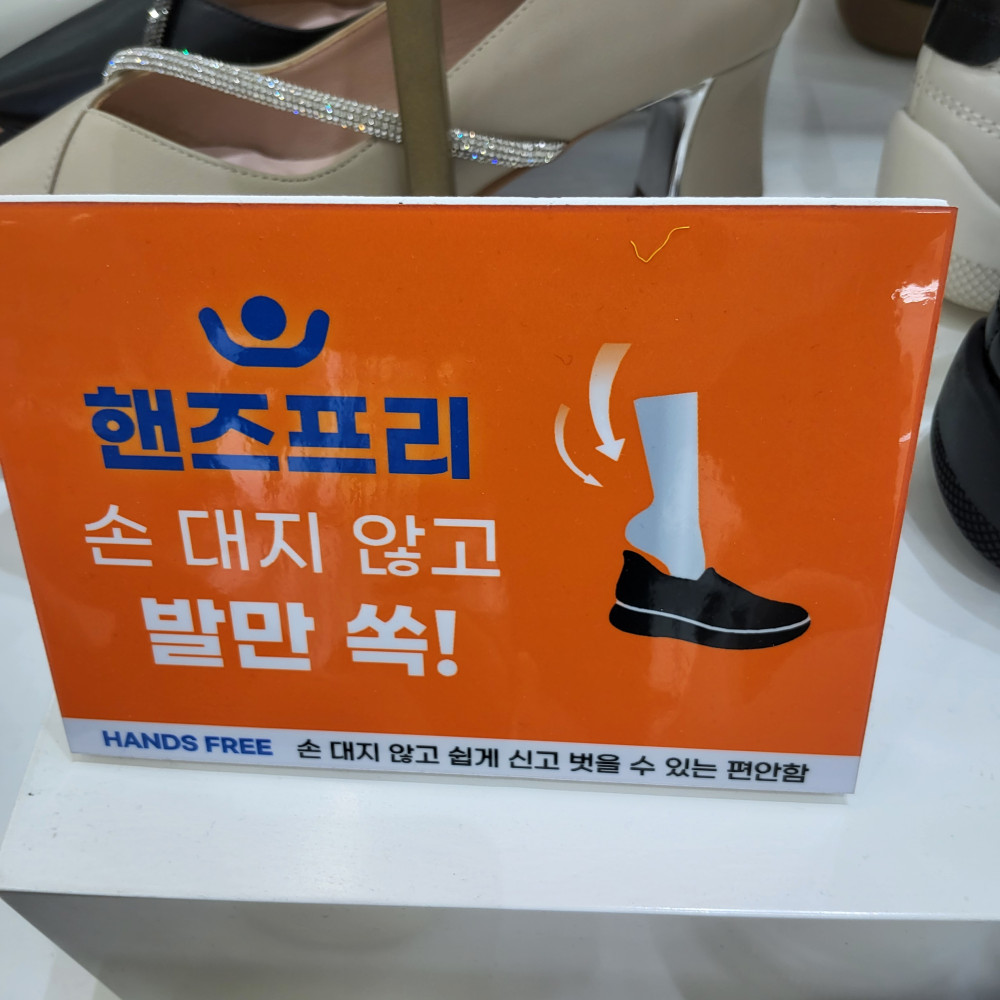 핸즈프리
손 대지 않고
발만 쏙!
HANDS FREE 손 대지 않고 쉽게 신고 벗을 수 있는 편안함